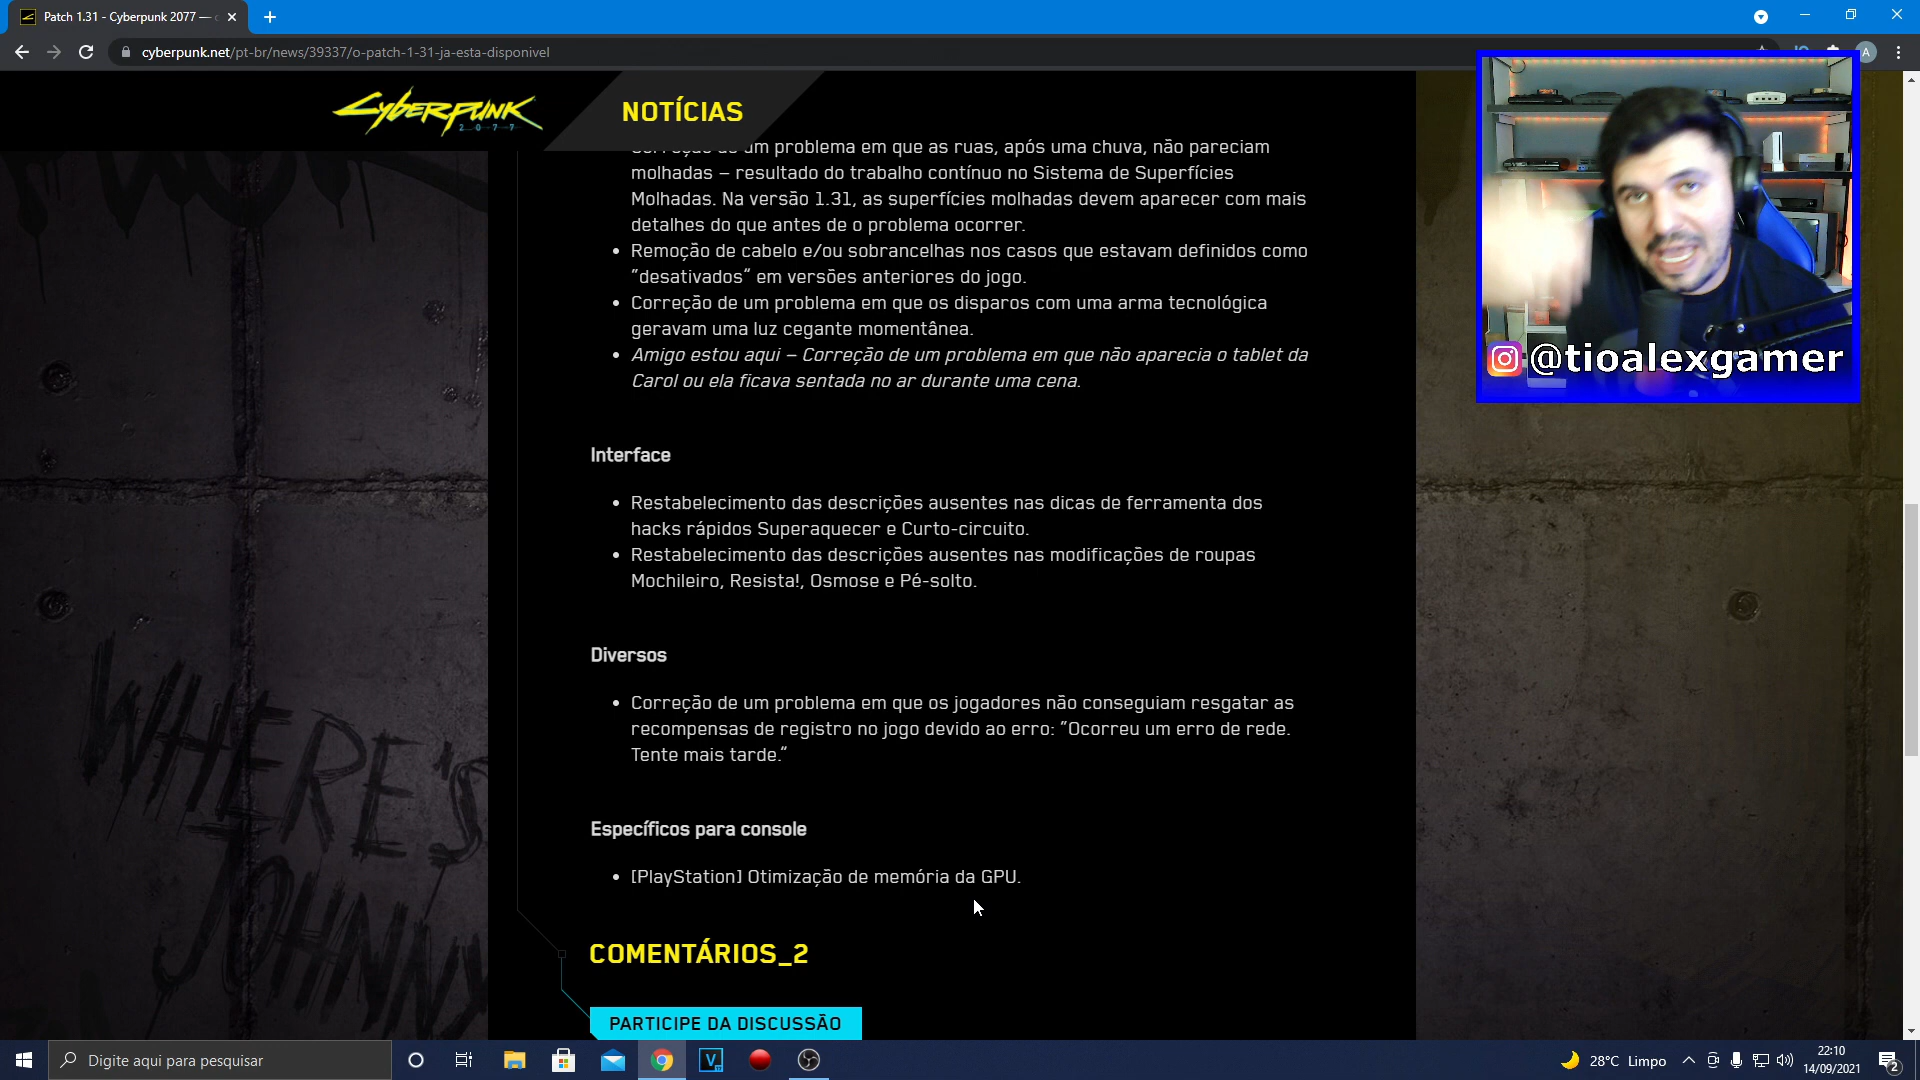 Patch 1.31 - Cyberpunk 2077 —
cyberpunk.net/pt-br/news/39337/o-patch-1-31-ja-esta-disponivel
A
Cyberpunk
2077
NOTÍCIAS
Correção de um problema em que as ruas, após uma chuva, não pareciam
molhadas – resultado do trabalho contínuo no Sistema de Superfícies
Molhadas. Na versão 1.31, as superfícies molhadas devem aparecer com mais
detalhes do que antes de o problema ocorrer.
• Remoção de cabelo e/ou sobrancelhas nos casos que estavam definidos como
“desativados“ em versões anteriores do jogo.
• Correção de um problema em que os disparos com uma arma tecnológica
geravam uma luz cegante momentânea.
• Amigo estou aqui – Correção de um problema em que não aparecia o tablet da
Carol ou ela ficava sentada no ar durante uma cena.
@tioalexgamer
Interface
• Restabelecimento das descrições ausentes nas dicas de ferramenta dos
hacks rápidos Superaquecer e Curto-circuito.
• Restabelecimento das descrições ausentes nas modificações de roupas
Mochileiro, Resista!, Osmose e Pé-solto.
Diversos
• Correção de um problema em que os jogadores não conseguiam resgatar as
recompensas de registro no jogo devido ao erro: “Ocorreu um erro de rede.
Tente mais tarde.“
Específicos para console
• [PlayStation] Otimização de memória da GPU.
COMENTÁRIOS_2
PARTICIPE DA DISCUSSÃO
WHERE'S
JOHNNY
Digite aqui para pesquisar
V
28°C Limpo
22:10
14/09/2021
2